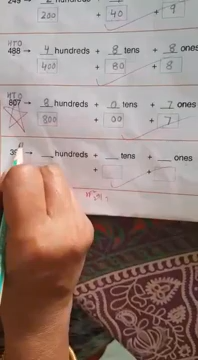 200 + 40 + 9
HTO
488 → 4 hundreds + 8 tens + 8 ones
400 + 80 + 8
HTO
807 → 8 hundreds + 0 tens + 7 ones
800 + 00 + 7
hundreds + tens + ones
+ +